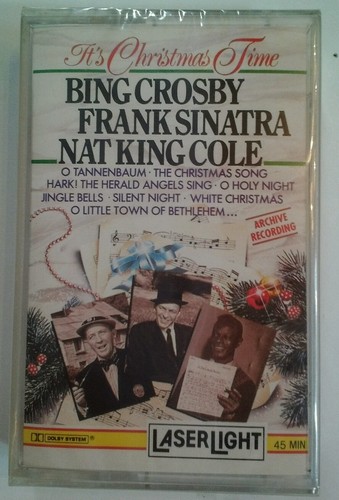 It's Christmas Time
BING CROSBY
FRANK SINATRA
NAT KING COLE
O TANNENBAUM · THE CHRISTMAS SONG
HARK! THE HERALD ANGELS SING · O HOLY NIGHT
JINGLE BELLS · SILENT NIGHT · WHITE CHRISTMAS
O LITTLE TOWN OF BETHLEHEM...
ARCHIVE
RECORDING
DOLBY SYSTEM ®
LASERLIGHT
45 MIN